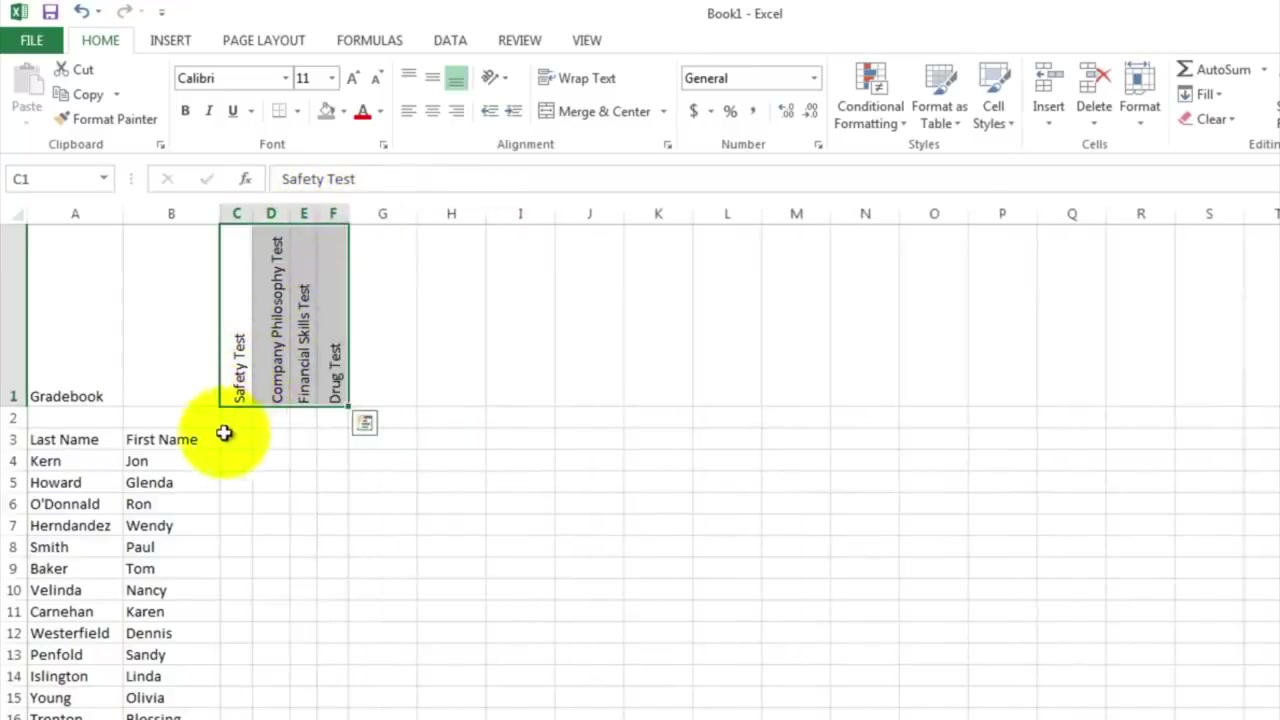 Book1 - Excel
FILE HOME INSERT PAGE LAYOUT FORMULAS DATA REVIEW VIEW
Paste
Cut
Copy
Format Painter
Clipboard
Calibri 11
B I U
Font
Wrap Text
Merge & Center
Alignment
General
$ % ,
Number
Conditional Formatting
Format as Table
Cell Styles
Styles
Insert
Delete
Format
Cells
AutoSum
Fill
Clear
C1 fx Safety Test
A B C D E F G H I J K L M N O P Q R S
1 Gradebook Safety Test Company Philosophy Test Financial Skills Test Drug Test
2
3 Last Name First Name
4 Kern Jon
5 Howard Glenda
6 O'Donnald Ron
7 Herndandez Wendy
8 Smith Paul
9 Baker Tom
10 Velinda Nancy
11 Carnehan Karen
12 Westerfield Dennis
13 Penfold Sandy
14 Islington Linda
15 Young Olivia
16 Trenton Blessing